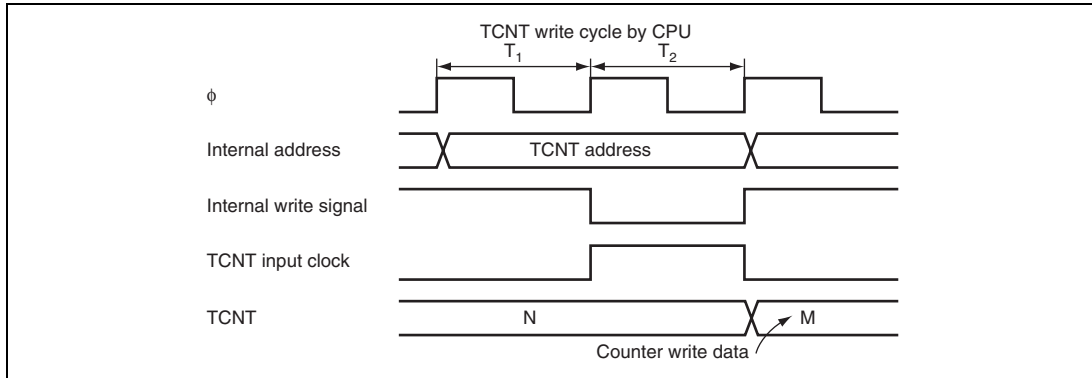 TCNT write cycle by CPU
T1 T2
φ
Internal address TCNT address
Internal write signal
TCNT input clock
TCNT N M
Counter write data